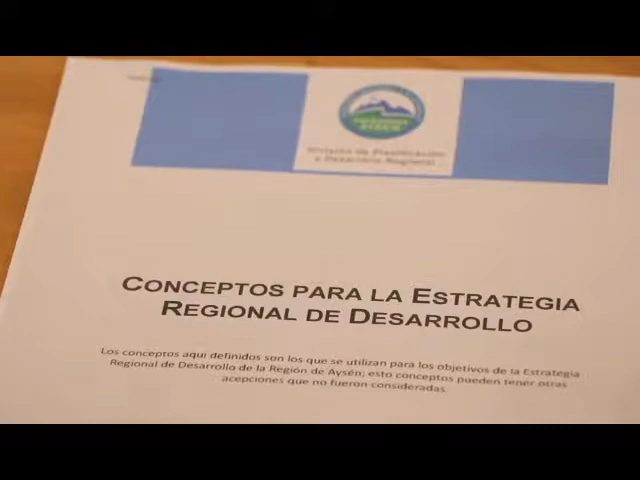 AYSÉN
División de Planificación
y Desarrollo Regional
CONCEPTOS PARA LA ESTRATEGIA
REGIONAL DE DESARROLLO
Los conceptos aquí definidos son los que se utilizan para los objetivos de la Estrategia
Regional de Desarrollo de la Región de Aysén; esto conceptos pueden tener otras
acepciones que no fueron consideradas.